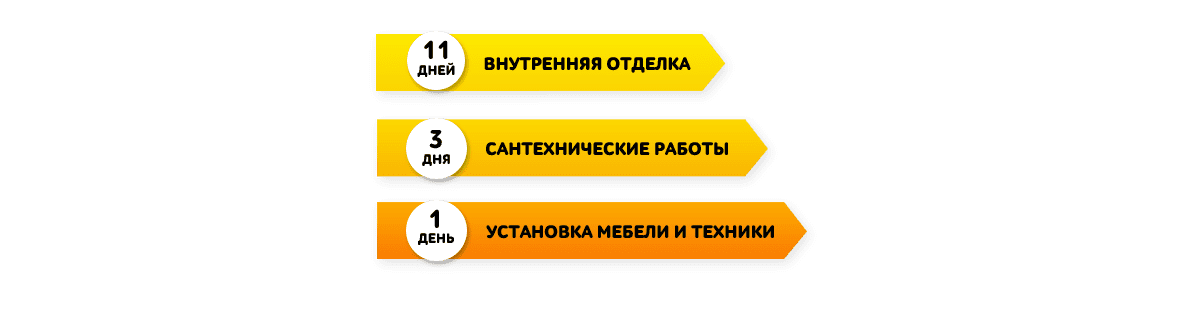 11
ДНЕЙ
ВНУТРЕННЯЯ ОТДЕЛКА
3
ДНЯ
САНТЕХНИЧЕСКИЕ РАБОТЫ
1
ДЕНЬ
УСТАНОВКА МЕБЕЛИ И ТЕХНИКИ